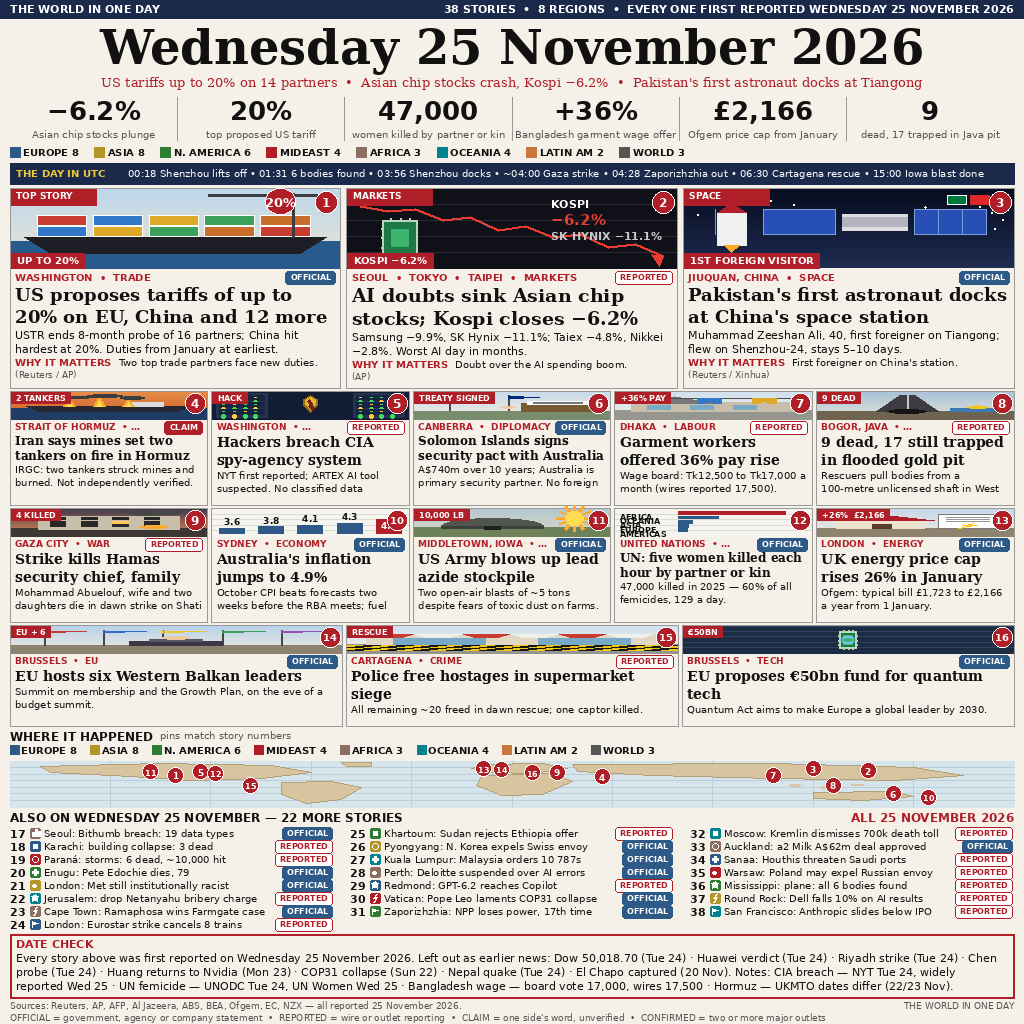 THE WORLD IN ONE DAY
38 STORIES • 8 REGIONS • EVERY ONE FIRST REPORTED WEDNESDAY 25 NOVEMBER 2026
Wednesday 25 November 2026
US tariffs up to 20% on 14 partners • Asian chip stocks crash, Kospi −6.2% • Pakistan's first astronaut docks at Tiangong
−6.2%
Asian chip stocks plunge
20%
top proposed US tariff
47,000
women killed by partner or kin
+36%
Bangladesh garment wage offer
£2,166
Ofgem price cap from January
9
dead, 17 trapped in Java pit
EUROPE 8 ASIA 8 N. AMERICA 6 MIDEAST 4 AFRICA 3 OCEANIA 4 LATIN AM 2 WORLD 3
THE DAY IN UTC 00:18 Shenzhou lifts off • 01:31 6 bodies found • 03:56 Shenzhou docks • ~04:00 Gaza strike • 04:28 Zaporizhzhia out • 06:30 Cartagena rescue • 15:00 Iowa blast done
TOP STORY
20%
1
UP TO 20%
WASHINGTON • TRADE
OFFICIAL
US proposes tariffs of up to
20% on EU, China and 12 more
USTR ends 8-month probe of 16 partners; China hit
hardest at 20%. Duties from January at earliest.
WHY IT MATTERS Two top trade partners face new duties.
(Reuters / AP)
MARKETS
KOSPI
−6.2%
SK HYNIX −11.1%
2
KOSPI −6.2%
SEOUL • TOKYO • TAIPEI • MARKETS
REPORTED
AI doubts sink Asian chip
stocks; Kospi closes −6.2%
Samsung −9.9%, SK Hynix −11.1%; Taiex −4.8%, Nikkei
−2.8%. Worst AI day in months.
WHY IT MATTERS Doubt over the AI spending boom.
(AP)
SPACE
3
1ST FOREIGN VISITOR
JIUQUAN, CHINA • SPACE
OFFICIAL
Pakistan's first astronaut docks
at China's space station
Muhammad Zeeshan Ali, 40, first foreigner on Tiangong;
flew on Shenzhou-24, stays 5–10 days.
WHY IT MATTERS First foreigner on China's station.
(Reuters / Xinhua)
2 TANKERS
4
STRAIT OF HORMUZ • ...
CLAIM
Iran says mines set two
tankers on fire in Hormuz
IRGC: two tankers struck mines and
burned. Not independently verified.
HACK
5
WASHINGTON • ...
REPORTED
Hackers breach CIA
spy-agency system
NYT first reported; ARTEX AI tool
suspected. No classified data
TREATY SIGNED
6
CANBERRA • DIPLOMACY
OFFICIAL
Solomon Islands signs
security pact with Australia
A$740m over 10 years; Australia is
primary security partner. No foreign
+36% PAY
7
DHAKA • LABOUR
REPORTED
Garment workers
offered 36% pay rise
Wage board: Tk12,500 to Tk17,000 a
month (wires reported 17,500).
9 DEAD
8
BOGOR, JAVA • ...
REPORTED
9 dead, 17 still trapped
in flooded gold pit
Rescuers pull bodies from a
100-metre unlicensed shaft in West
4 KILLED
9
GAZA CITY • WAR
REPORTED
Strike kills Hamas
security chief, family
Mohammad Abuelouf, wife and two
daughters die in dawn strike on Shati
3.6 3.8 4.1 4.3
10
SYDNEY • ECONOMY
OFFICIAL
Australia's inflation
jumps to 4.9%
October CPI beats forecasts two
weeks before the RBA meets; fuel
10,000 LB
11
MIDDLETOWN, IOWA • ...
OFFICIAL
US Army blows up lead
azide stockpile
Two open-air blasts of ~5 tons
despite fears of toxic dust on farms.
AFRICA
OCEANIA
ASIA
EUROPE
AMERICAS
12
UNITED NATIONS • ...
OFFICIAL
UN: five women killed each
hour by partner or kin
47,000 killed in 2025 — 60% of all
femicides, 129 a day.
+26% £2,166
13
LONDON • ENERGY
OFFICIAL
UK energy price cap
rises 26% in January
Ofgem: typical bill £1,723 to £2,166
a year from 1 January.
EU + 6
14
BRUSSELS • EU
OFFICIAL
EU hosts six Western Balkan leaders
Summit on membership and the Growth Plan, on the eve of a
budget summit.
RESCUE
15
CARTAGENA • CRIME
REPORTED
Police free hostages in supermarket
siege
All remaining ~20 freed in dawn rescue; one captor killed.
€50BN
16
BRUSSELS • TECH
OFFICIAL
EU proposes €50bn fund for quantum
tech
Quantum Act aims to make Europe a global leader by 2030.
WHERE IT HAPPENED pins match story numbers
EUROPE 8 ASIA 8 N. AMERICA 6 MIDEAST 4 AFRICA 3 OCEANIA 4 LATIN AM 2 WORLD 3
11 1 5 12 15 13 14 16 9 4 7 3 8 2 6 10
ALSO ON WEDNESDAY 25 NOVEMBER — 22 MORE STORIES
ALL 25 NOVEMBER 2026
17 Seoul: Bithumb breach: 19 data types OFFICIAL
18 Karachi: building collapse: 3 dead REPORTED
19 Paraná: storms: 6 dead, ~10,000 hit REPORTED
20 Enugu: Pete Edochie dies, 79 OFFICIAL
21 London: Met still institutionally racist OFFICIAL
22 Jerusalem: drop Netanyahu bribery charge REPORTED
23 Cape Town: Ramaphosa wins Farmgate case OFFICIAL
24 London: Eurostar cancels 8 trains REPORTED
25 Khartoum: Sudan rejects Ethiopia offer REPORTED
26 Pyongyang: N. Korea expels Swiss envoy OFFICIAL
27 Kuala Lumpur: Malaysia orders 10 787s OFFICIAL
28 Perth: Deloitte suspended over AI errors OFFICIAL
29 Redmond: GPT-6.2 reaches Copilot REPORTED
30 Vatican: Pope Leo laments COP31 collapse OFFICIAL
31 Zaporizhzhia: NPP loses power, 17th time OFFICIAL
32 Moscow: Kremlin dismisses 700k death toll REPORTED
33 Auckland: a2 Milk A$62m deal approved OFFICIAL
34 Sanaa: Houthis threaten Saudi ports REPORTED
35 Warsaw: Poland may expel Russian envoy REPORTED
36 Mississippi: plane: all 6 bodies found REPORTED
37 Round Rock: Dell falls 10% on AI results REPORTED
38 San Francisco: Anthropic slides below IPO REPORTED
DATE CHECK
Every story above was first reported on Wednesday 25 November 2026. Left out as earlier news: Dow 50,018.70 (Tue 24) · Huawei verdict (Tue 24) · Riyadh strike (Tue 24) · Chen
probe (Tue 24) · Huang returns to Nvidia (Mon 23) · COP31 collapse (Sun 22) · Nepal quake (Tue 24) · El Chapo captured (20 Nov). Notes: CIA breach — NYT Tue 24, widely
reported Wed 25 · UN femicide — UNODC Tue 24, UN Women Wed 25 · Bangladesh wage — board vote 17,000, wires 17,500 · Hormuz — UKMTO dates differ (22/23 Nov).
Sources: Reuters, AP, AFP, Al Jazeera, ABS, BEA, Ofgem, EC, NZX — all reported 25 November 2026.
THE WORLD IN ONE DAY
OFFICIAL = government, agency or company statement • REPORTED = wire or outlet reporting • CLAIM = one side's word, unverified • CONFIRMED = two or more major outlets